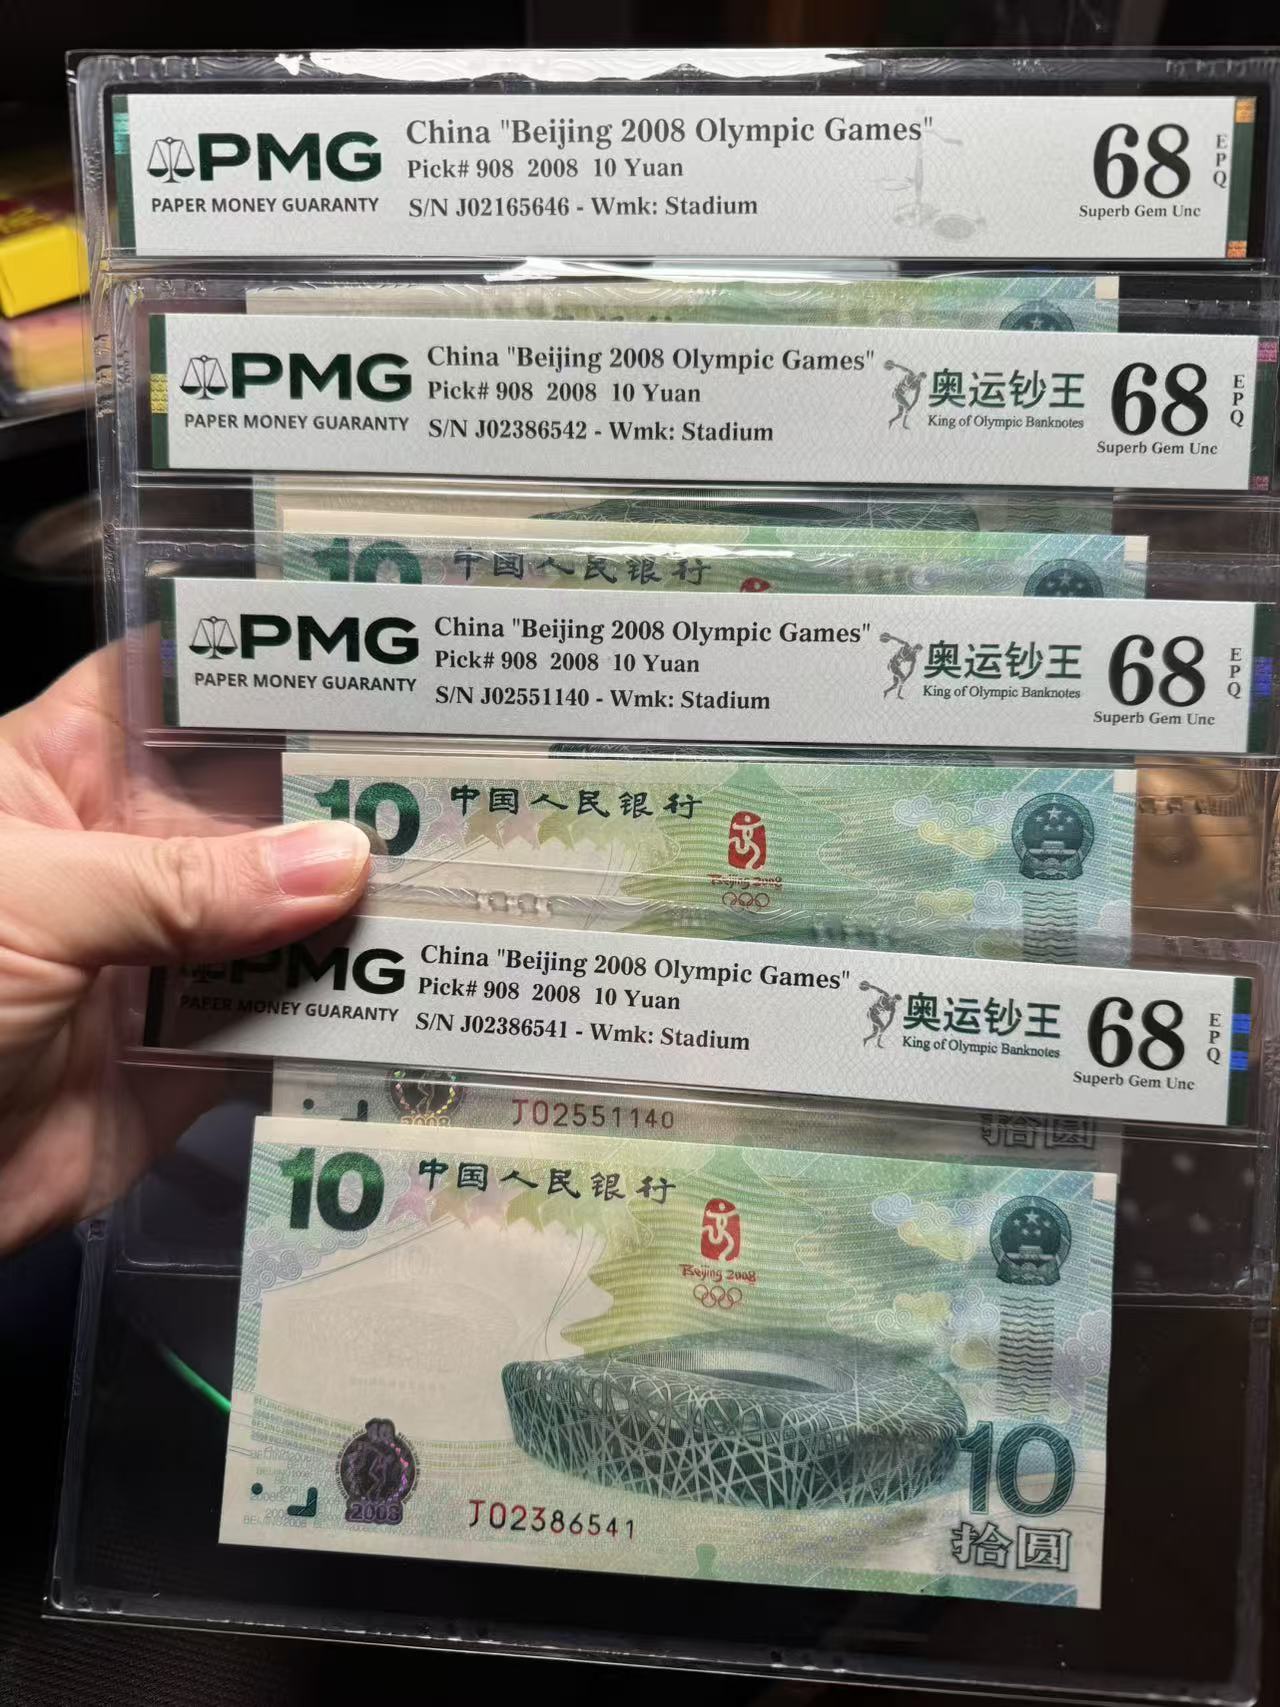 PMG
PAPER MONEY GUARANTY
China "Beijing 2008 Olympic Games"
Pick# 908 2008 10 Yuan
S/N J02165646 - Wmk: Stadium
68
EPQ
Superb Gem Unc
PMG
PAPER MONEY GUARANTY
China "Beijing 2008 Olympic Games"
Pick# 908 2008 10 Yuan
S/N J02386542 - Wmk: Stadium
奥运钞王
King of Olympic Banknotes
68
EPQ
Superb Gem Unc
10
中国人民银行
PMG
PAPER MONEY GUARANTY
China "Beijing 2008 Olympic Games"
Pick# 908 2008 10 Yuan
S/N J02551140 - Wmk: Stadium
奥运钞王
King of Olympic Banknotes
68
EPQ
Superb Gem Unc
10
中国人民银行
Beijing 2008
PMG
PAPER MONEY GUARANTY
China "Beijing 2008 Olympic Games"
Pick# 908 2008 10 Yuan
S/N J02386541 - Wmk: Stadium
奥运钞王
King of Olympic Banknotes
68
EPQ
Superb Gem Unc
2008
J02551140
拾圆
10
中国人民银行
Beijing 2008
2008
J02386541
10
拾圆